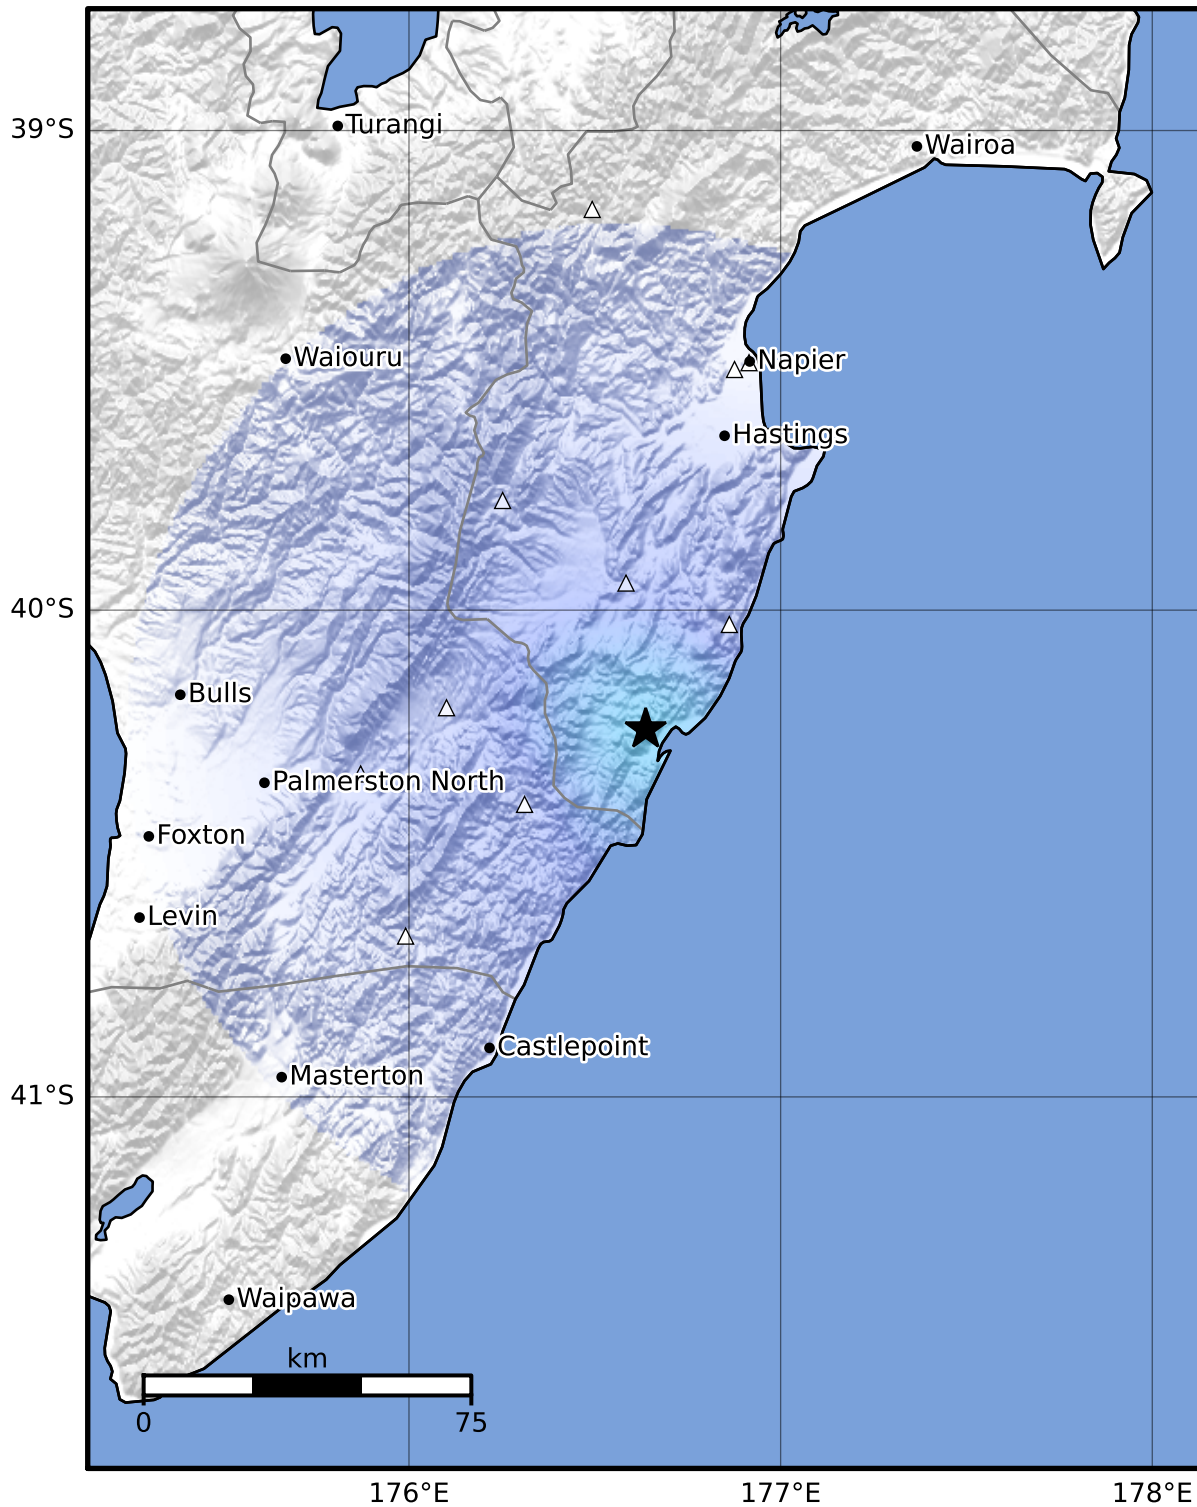 39°S
Turangi
Wairoa
Waiouru
Napier
Hastings
40°S
Bulls
Palmerston North
Foxton
Levin
Castlepoint
Masterton
41°S
Waipawa
km
0 75
176°E 177°E 178°E